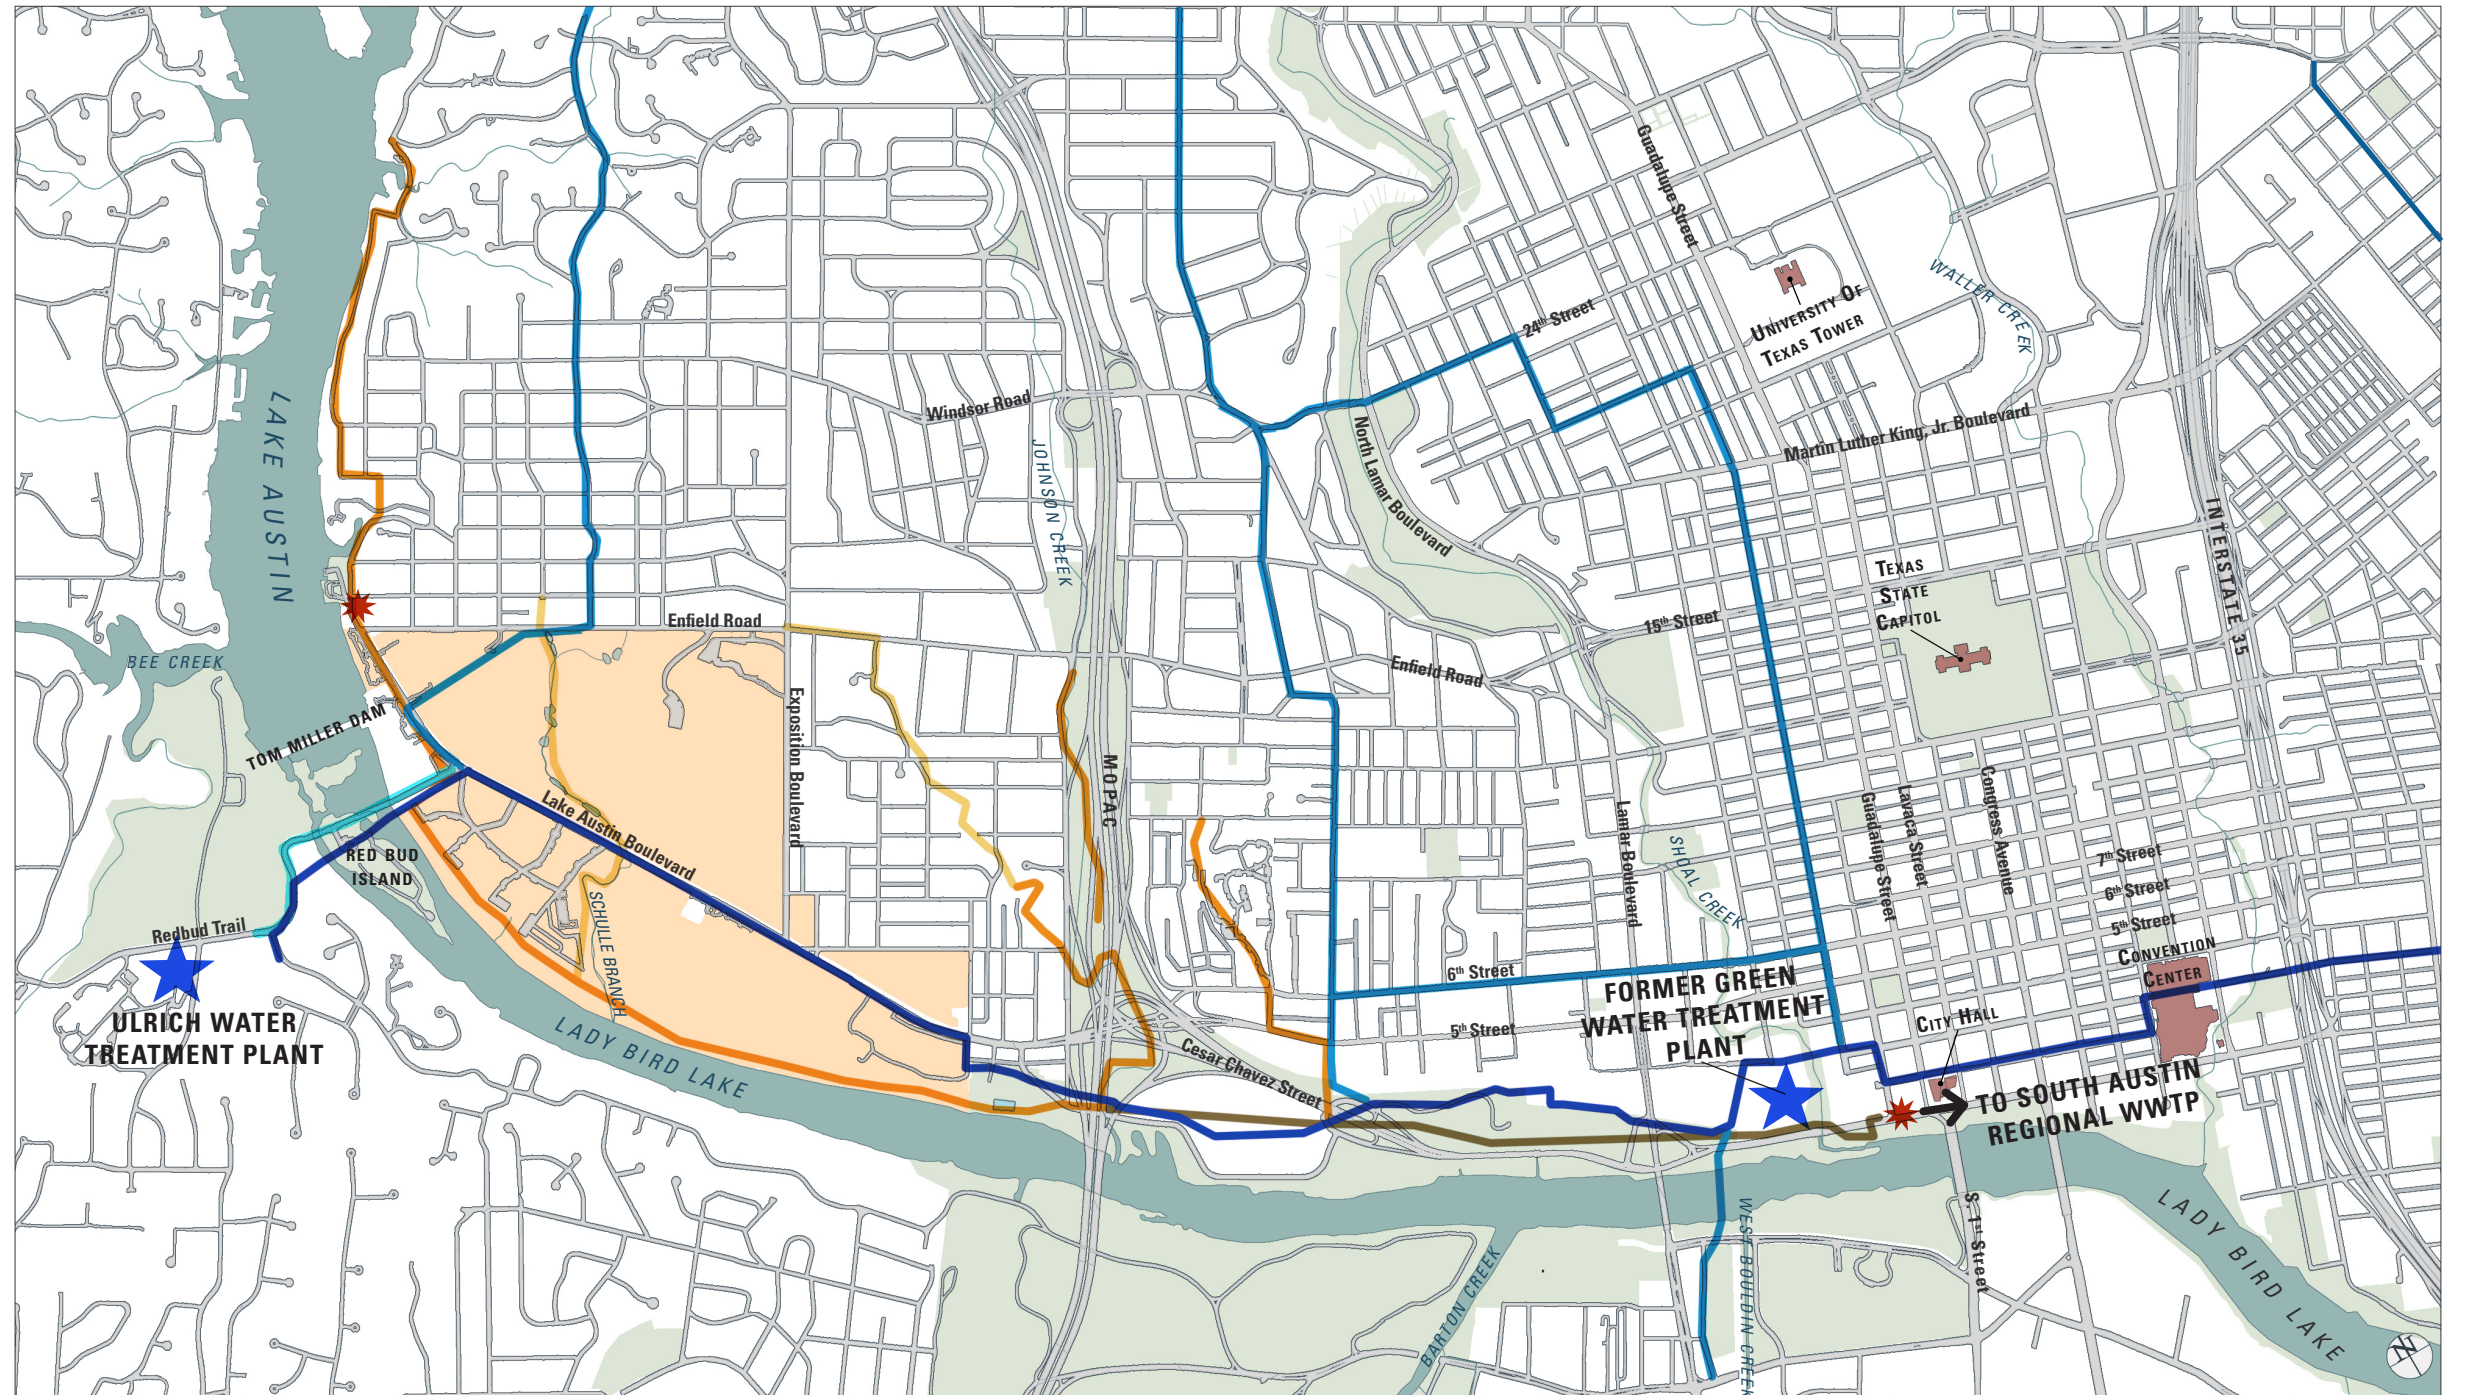 Guadalupe Street
WALLER CREEK
UNIVERSITY OF
TEXAS TOWER
24th Street
Windsor Road
LAKE AUSTIN
JOHNSON CREEK
North Lamar Boulevard
Martin Luther King, Jr. Boulevard
INTERSTATE 35
TEXAS
STATE
CAPITOL
15th Street
Enfield Road
Enfield Road
BEE CREEK
TOM MILLER DAM
Exposition Boulevard
MOPAC
Lake Austin Boulevard
RED BUD
ISLAND
Lamar Boulevard
SHOAL CREEK
Guadalupe Street
Lavaca Street
Congress Avenue
7th Street
6th Street
5th Street
CONVENTION
CENTER
Redbud Trail
SCHULLE BRANCH
ULRICH WATER
TREATMENT PLANT
LADY BIRD LAKE
6th Street
5th Street
FORMER GREEN
WATER TREATMENT
PLANT
CITY HALL
Cesar Chavez Street
TO SOUTH AUSTIN
REGIONAL WWTP
BARTON CREEK
WEST BOULDIN CREEK
S. 1st Street
LADY BIRD LAKE
N